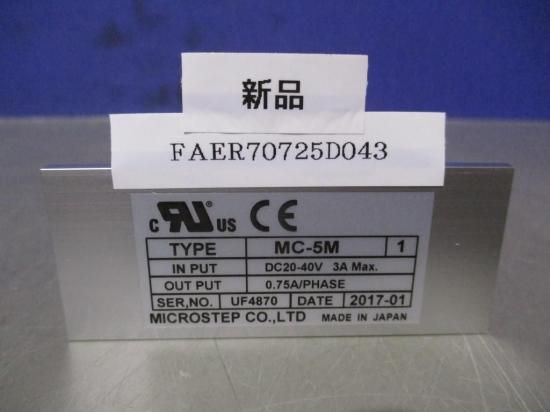 新品
FAER70725D043
c RU US CE
TYPE MC-5M 1
IN PUT DC20-40V 3A Max.
OUT PUT 0.75A/PHASE
SER,NO. UF4870 DATE 2017-01
MICROSTEP CO.,LTD MADE IN JAPAN